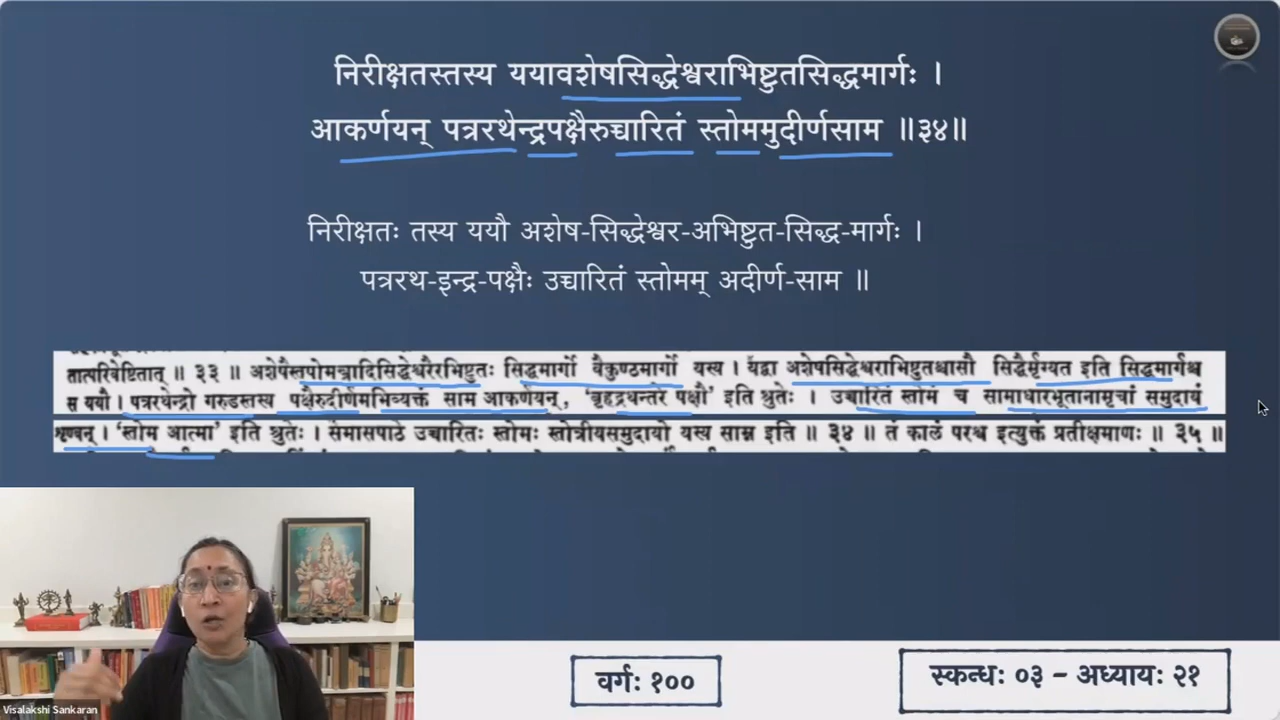 निरीक्षतस्तस्य ययावशेषसिद्धेश्वराभिष्टुतसिद्धमार्गः ।
आकर्णयन् पत्ररथेन्द्रपक्षैरुच्चारितं स्तोममुदीर्णसाम ॥३४॥
निरीक्षतः तस्य ययौ अशेष-सिद्धेश्वर-अभिष्टुत-सिद्ध-मार्गः ।
पत्ररथ-इन्द्र-पक्षैः उच्चारितं स्तोमम् अदीर्ण-साम ॥
तात्परिवेष्टितात् ॥ ३३ ॥ अशेषैस्तपोमन्त्रादिसिद्धेश्वरैरभिष्टुतः सिद्धमार्गो वैकुण्ठमार्गो यस्य । यद्वा अशेषसिद्धेश्वराभिष्टुतश्चासौ सिद्धैर्मृग्यत इति सिद्धमार्गश्च
स ययौ । पत्ररथेन्द्रो गरुडस्तस्य पक्षैरुदीर्णमभिव्यक्तं साम आकर्णयन्, ‘बृहद्रथन्तरे पक्षौ’ इति श्रुतेः । उच्चारितं स्तोमं च सामाधारभूतानामृचां समुदायं
शृण्वन् । ‘स्तोम आत्मा’ इति श्रुतेः । समासपाठे उच्चारितः स्तोमः स्तोत्रीयसमुदायो यस्य साम्न इति ॥ ३४ ॥ तं कालं परश्व इत्युक्तं प्रतीक्षमाणः ॥ ३५ ॥
Visalakshi Sankaran
वर्गः १००
स्कन्धः ०३ - अध्यायः २१